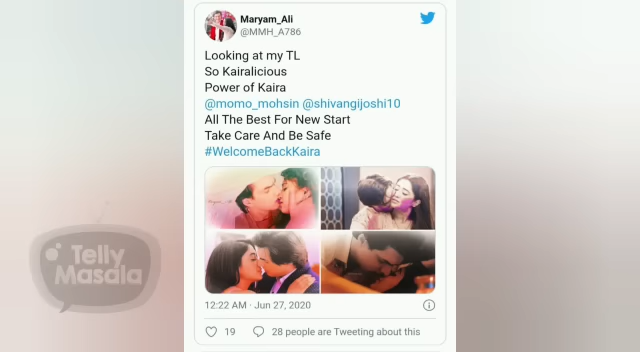 Maryam_Ali
@MMH_A786
Looking at my TL
So Kairalicious
Power of Kaira
@momo_mohsin @shivangijoshi10
All The Best For New Start
Take Care And Be Safe
#WelcomeBackKaira
Telly
Masala
12:22 AM · Jun 27, 2020
19
28 people are Tweeting about this